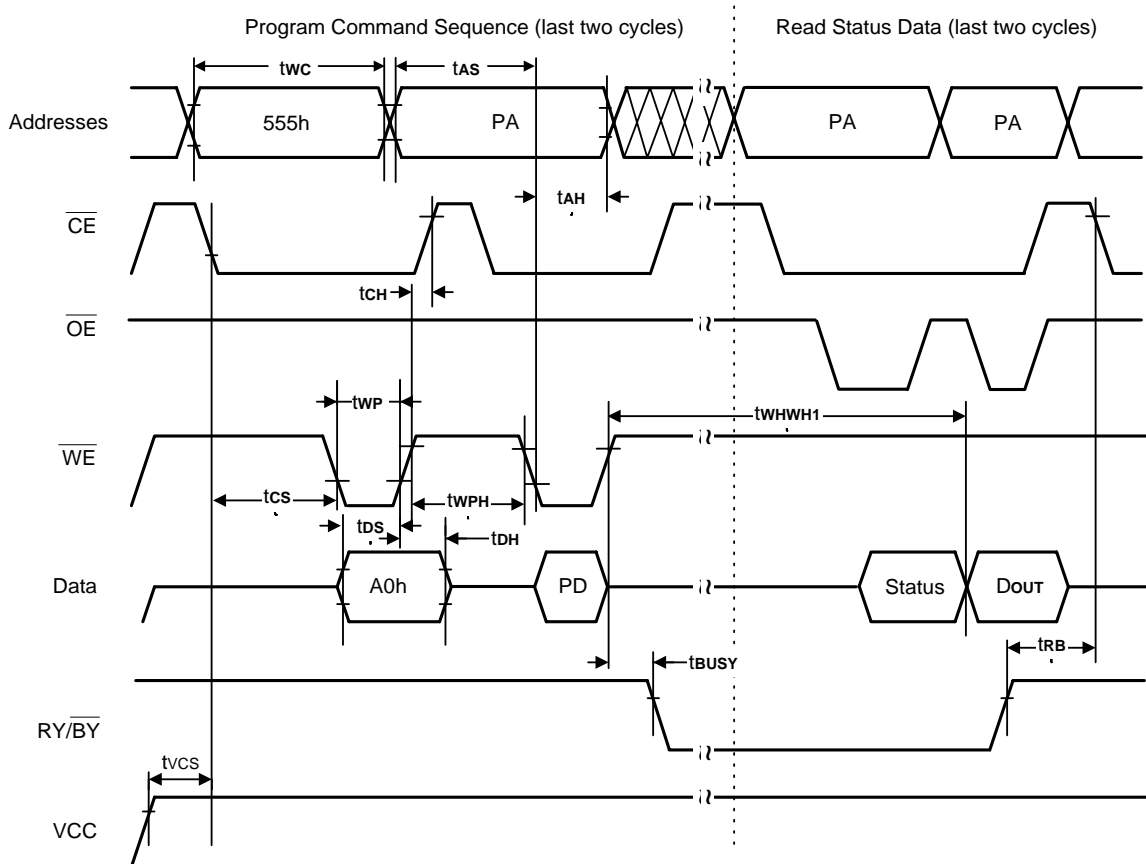 Program Command Sequence (last two cycles) Read Status Data (last two cycles)
tWC tAS
Addresses 555h PA PA PA
tAH
CE
tCH
OE
tWP tWHWH1
WE
tCS tWPH
tDS tDH
Data A0h PD Status DOUT
tBUSY tRB
RY/BY
tVCS
VCC